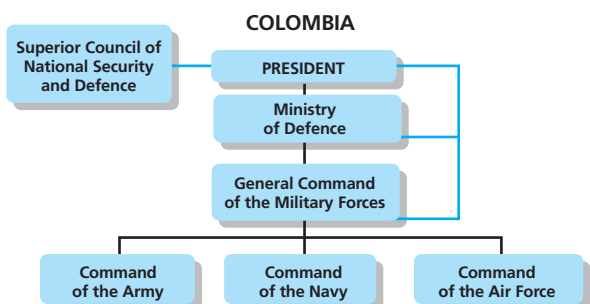 COLOMBIA
Superior Council of
National Security
and Defence
PRESIDENT
Ministry
of Defence
General Command
of the Military Forces
Command
of the Army
Command
of the Navy
Command
of the Air Force